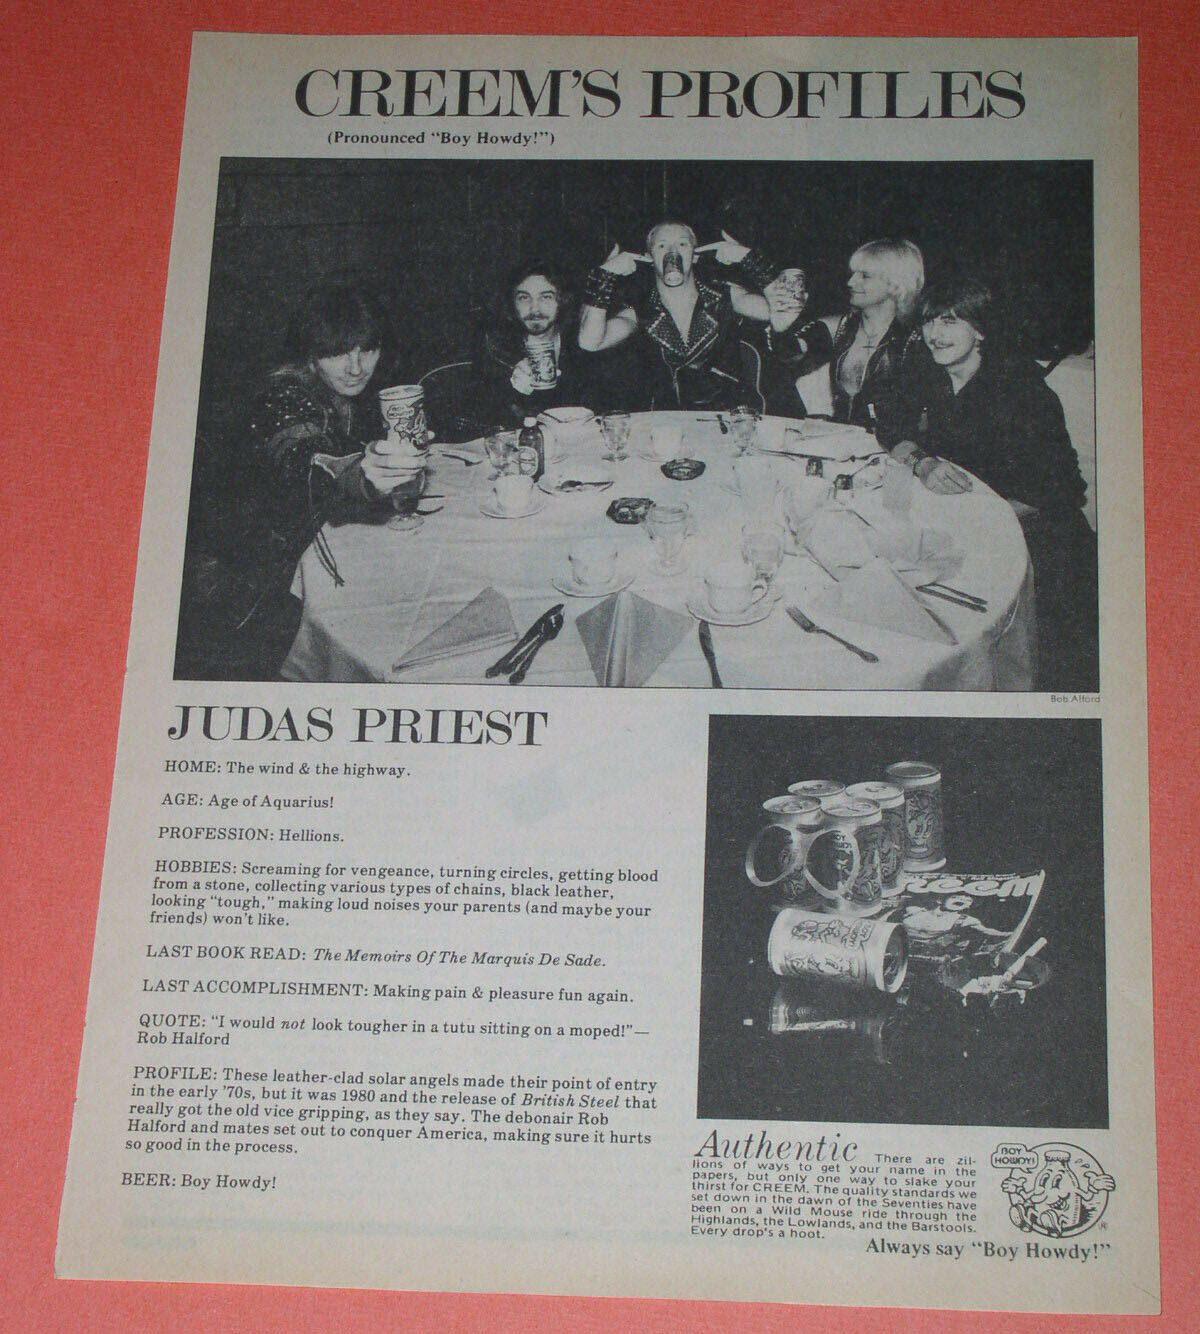 CREEM'S PROFILES
(Pronounced "Boy Howdy!")
Bob Alford
JUDAS PRIEST
HOME: The wind & the highway.
AGE: Age of Aquarius!
PROFESSION: Hellions.
HOBBIES: Screaming for vengeance, turning circles, getting blood
from a stone, collecting various types of chains, black leather,
looking "tough," making loud noises your parents (and maybe your
friends) won't like.
LAST BOOK READ: The Memoirs Of The Marquis De Sade.
LAST ACCOMPLISHMENT: Making pain & pleasure fun again.
QUOTE: "I would not look tougher in a tutu sitting on a moped!"—
Rob Halford
PROFILE: These leather-clad solar angels made their point of entry
in the early '70s, but it was 1980 and the release of British Steel that
really got the old vice gripping, as they say. The debonair Rob
Halford and mates set out to conquer America, making sure it hurts
so good in the process.
BEER: Boy Howdy!
CREEM
Authentic There are zil-
lions of ways to get your name in the
papers, but only one way to slake your
thirst for CREEM. The quality standards we
set down in the dawn of the Seventies have
been on a Wild Mouse ride through the
Highlands, the Lowlands, and the Barstools.
Every drop's a hoot.
BOY
HOWDY!
®
Always say "Boy Howdy!"